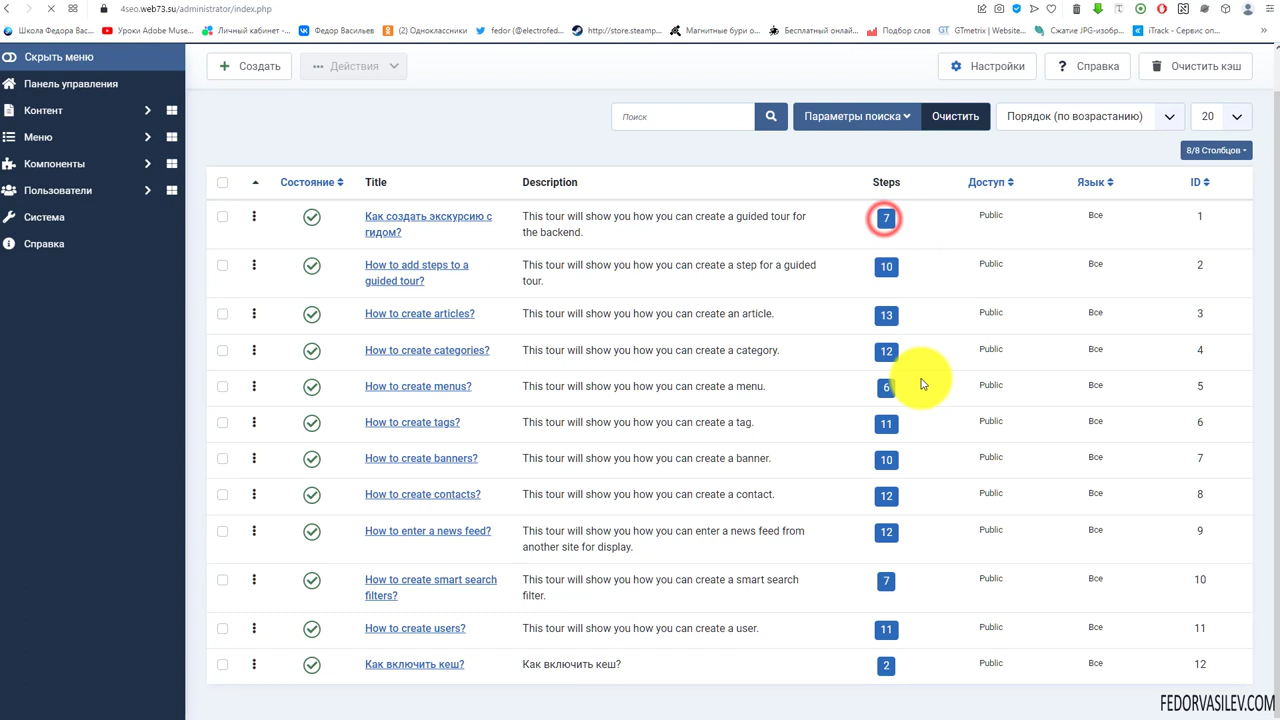 4seo.web73.su/administrator/index.php
Школа Федора Вас...
Уроки Adobe Muse...
Личный кабинет -...
Федор Васильев
(2) Одноклассники
fedor (@electrofed...
http://store.steamp...
Магнитные бури о...
Бесплатный онлай...
Подбор слов
GTmetrix | Website...
Сжатие JPG-изобр...
iTrack - Сервис оп...
Скрыть меню
Панель управления
Контент
Меню
Компоненты
Пользователи
Система
Справка
Создать
Действия
Настройки
? Справка
Очистить кэш
Поиск
Параметры поиска
Очистить
Порядок (по возрастанию)
20
8/8 Столбцов
Состояние Title Description Steps Доступ Язык ID
Как создать экскурсию с This tour will show you how you can create a guided tour for 7 Public Все 1
гидом? the backend.
How to add steps to a This tour will show you how you can create a step for a guided 10 Public Все 2
guided tour? tour.
How to create articles? This tour will show you how you can create an article. 13 Public Все 3
How to create categories? This tour will show you how you can create a category. 12 Public Все 4
How to create menus? This tour will show you how you can create a menu. 6 Public Все 5
How to create tags? This tour will show you how you can create a tag. 11 Public Все 6
How to create banners? This tour will show you how you can create a banner. 10 Public Все 7
How to create contacts? This tour will show you how you can create a contact. 12 Public Все 8
How to enter a news feed? This tour will show you how you can enter a news feed from 12 Public Все 9
another site for display.
How to create smart search This tour will show you how you can create a smart search 7 Public Все 10
filters? filter.
How to create users? This tour will show you how you can create a user. 11 Public Все 11
Как включить кеш? Как включить кеш? 2 Public Все 12
FEDORVASILEV.COM